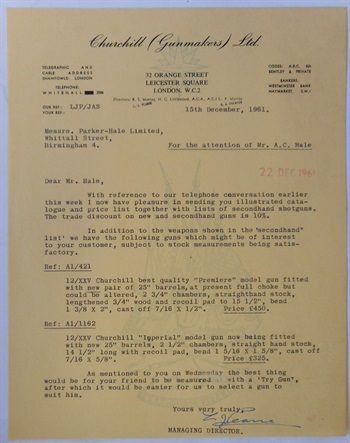 Churchill (Gunmakers) Ltd.
TELEGRAPHIC AND
CABLE ADDRESS
SHANTOWLS LONDON
TELEPHONE
WHITEHALL
32 ORANGE STREET
LEICESTER SQUARE
LONDON, W.C.2
CODES: A.B.C. 5th
BENTLEY & PRIVATE
BANKERS:
WESTMINSTER BANK
HAYMARKET, S.W.1
OUR REF: LJP/JAS
YOUR REF:
15th December, 1961.
Messrs. Parker-Hale Limited,
Whittall Street,
Birmingham 4.
For the attention of Mr. A.C. Hale
22 DEC 1961
Dear Mr. Hale,
With reference to our telephone conversation earlier
this week I now have pleasure in sending you illustrated cata-
logue and price list together with lists of secondhand shotguns.
The trade discount on new and secondhand guns is 10%.
In addition to the weapons shown in the 'secondhand
list' we have the following guns which might be of interest
to your customer, subject to stock measurements being satis-
factory.
Ref: A1/421
12/XXV Churchill best quality "Premiere" model gun fitted
with new pair of 25" barrels, at present full choke but
could be altered, 2 3/4" chambers, straighthand stock,
lengthened 3/4" wood and recoil pad to 15 1/2", bend
1 3/8 X 2", cast off 7/16 X 1/2". Price £450.
Ref: A1/1162
12/XXV Churchill "Imperial" model gun now being fitted
with new 25" barrels, 2 1/2" chambers, straighthand stock,
14 1/2" long with recoil pad, bend 1 5/16 X 1 5/8", cast off
7/16 X 5/8". Price £325.
As mentioned to you on Wednesday the best thing
would be for your friend to be measured with a 'Try Gun",
after which it would be easier for us to select a gun to
suit him.
Yours very truly,
MANAGING DIRECTOR.